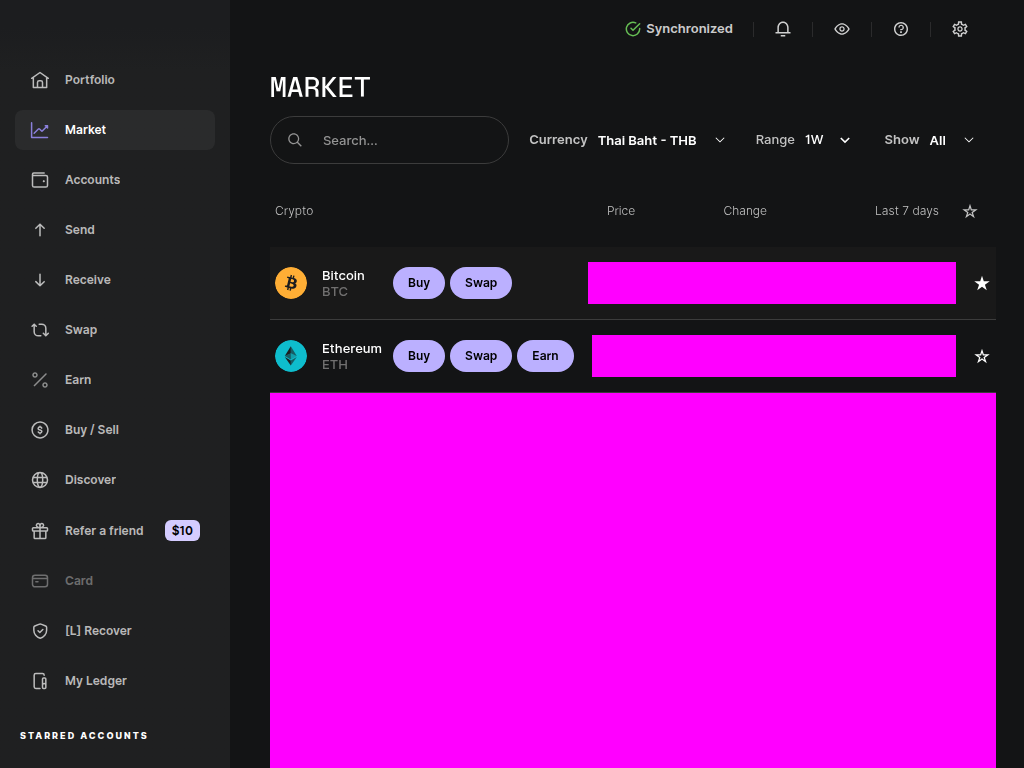 Synchronized
Portfolio
Market
Accounts
Send
Receive
Swap
Earn
Buy / Sell
Discover
Refer a friend $10
Card
[L] Recover
My Ledger
STARRED ACCOUNTS
MARKET
Search...
Currency Thai Baht - THB
Range 1W
Show All
Crypto Price Change Last 7 days
Bitcoin
BTC
Buy Swap
Ethereum
ETH
Buy Swap Earn